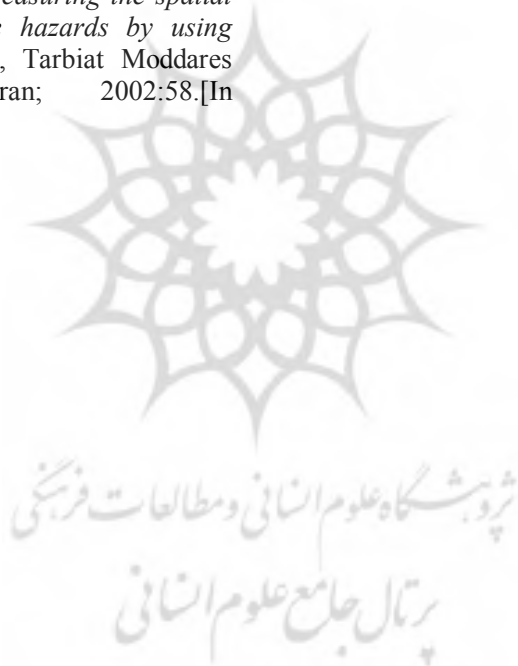 easuring the spatial
hazards by using
, Tarbiat Moddares
ran; 2002:58.[In
پژوهشگاه علوم انسانی و مطالعات فرهنگی
پرتال جامع علوم انسانی